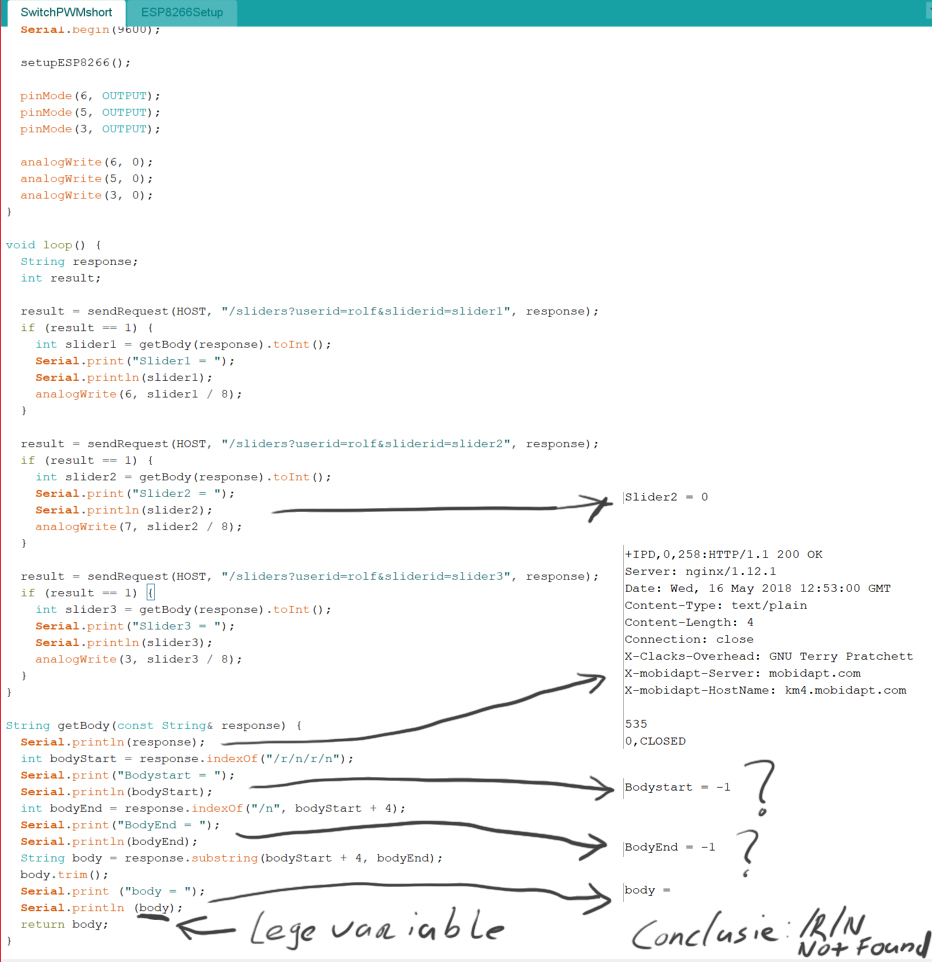 SwitchPWMshort ESP8266Setup
Serial.begin(9600);
setupESP8266();
pinMode(6, OUTPUT);
pinMode(5, OUTPUT);
pinMode(3, OUTPUT);
analogWrite(6, 0);
analogWrite(5, 0);
analogWrite(3, 0);
}
void loop() {
String response;
int result;
result = sendRequest(HOST, "/sliders?userid=rolf&sliderid=slider1", response);
if (result == 1) {
int slider1 = getBody(response).toInt();
Serial.print("Slider1 = ");
Serial.println(slider1);
analogWrite(6, slider1 / 8);
}
result = sendRequest(HOST, "/sliders?userid=rolf&sliderid=slider2", response);
if (result == 1) {
int slider2 = getBody(response).toInt();
Serial.print("Slider2 = ");
Serial.println(slider2);
analogWrite(7, slider2 / 8);
}
result = sendRequest(HOST, "/sliders?userid=rolf&sliderid=slider3", response);
if (result == 1) {
int slider3 = getBody(response).toInt();
Serial.print("Slider3 = ");
Serial.println(slider3);
analogWrite(3, slider3 / 8);
}
}
String getBody(const String& response) {
Serial.println(response);
int bodyStart = response.indexOf("/r/n/r/n");
Serial.print("Bodystart = ");
Serial.println(bodyStart);
int bodyEnd = response.indexOf("/n", bodyStart + 4);
Serial.print("BodyEnd = ");
Serial.println(bodyEnd);
String body = response.substring(bodyStart + 4, bodyEnd);
body.trim();
Serial.print ("body = ");
Serial.println (body);
return body;
}
Lege variable
Slider2 = 0
+IPD,0,258:HTTP/1.1 200 OK
Server: nginx/1.12.1
Date: Wed, 16 May 2018 12:53:00 GMT
Content-Type: text/plain
Content-Length: 4
Connection: close
X-Clacks-Overhead: GNU Terry Pratchett
X-mobidapt-Server: mobidapt.com
X-mobidapt-HostName: km4.mobidapt.com
535
0,CLOSED
Bodystart = -1 ?
BodyEnd = -1 ?
body =
Conclusie: /R/N
Not Found